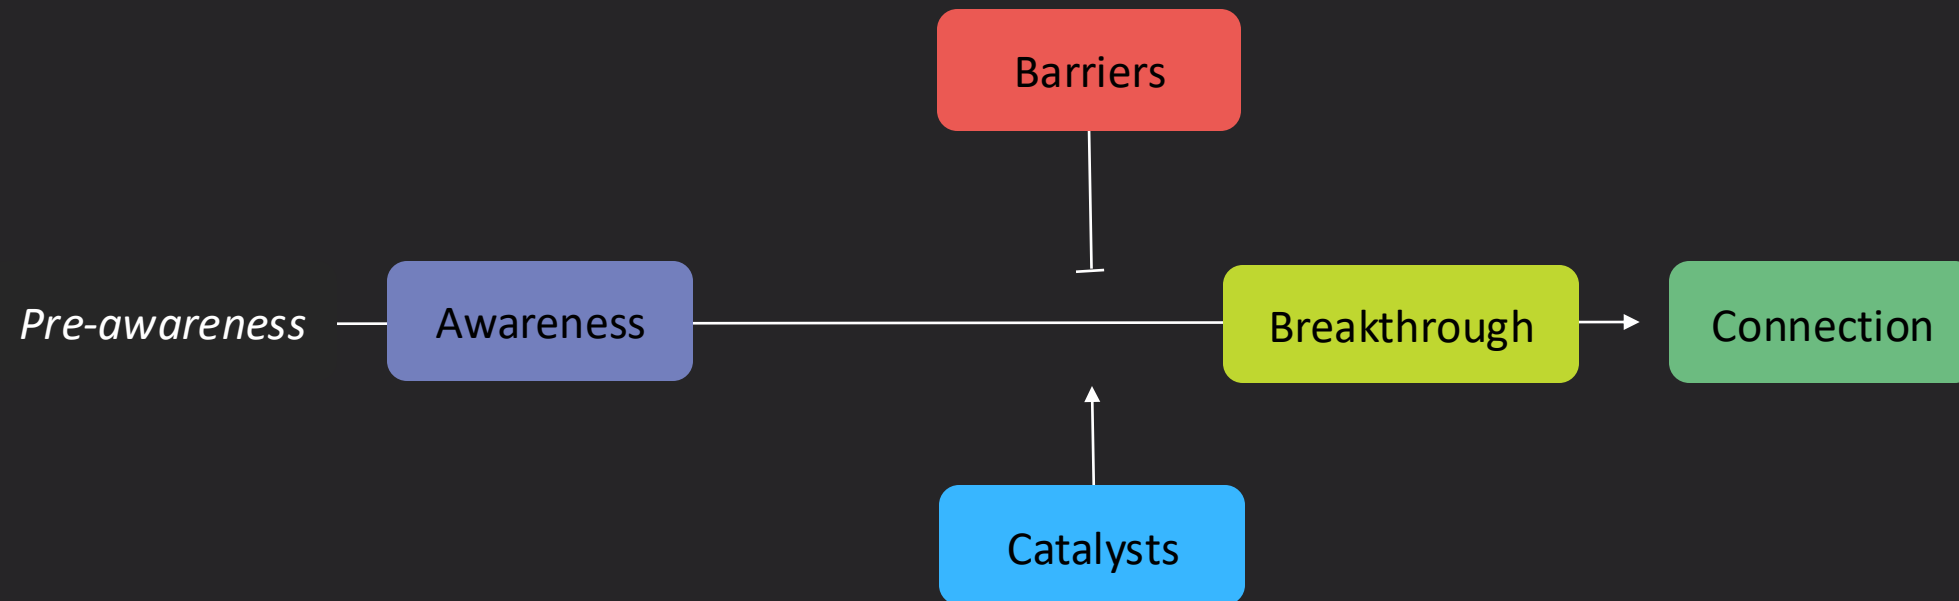 Barriers
Pre-awareness
Awareness
Breakthrough
Connection
Catalysts